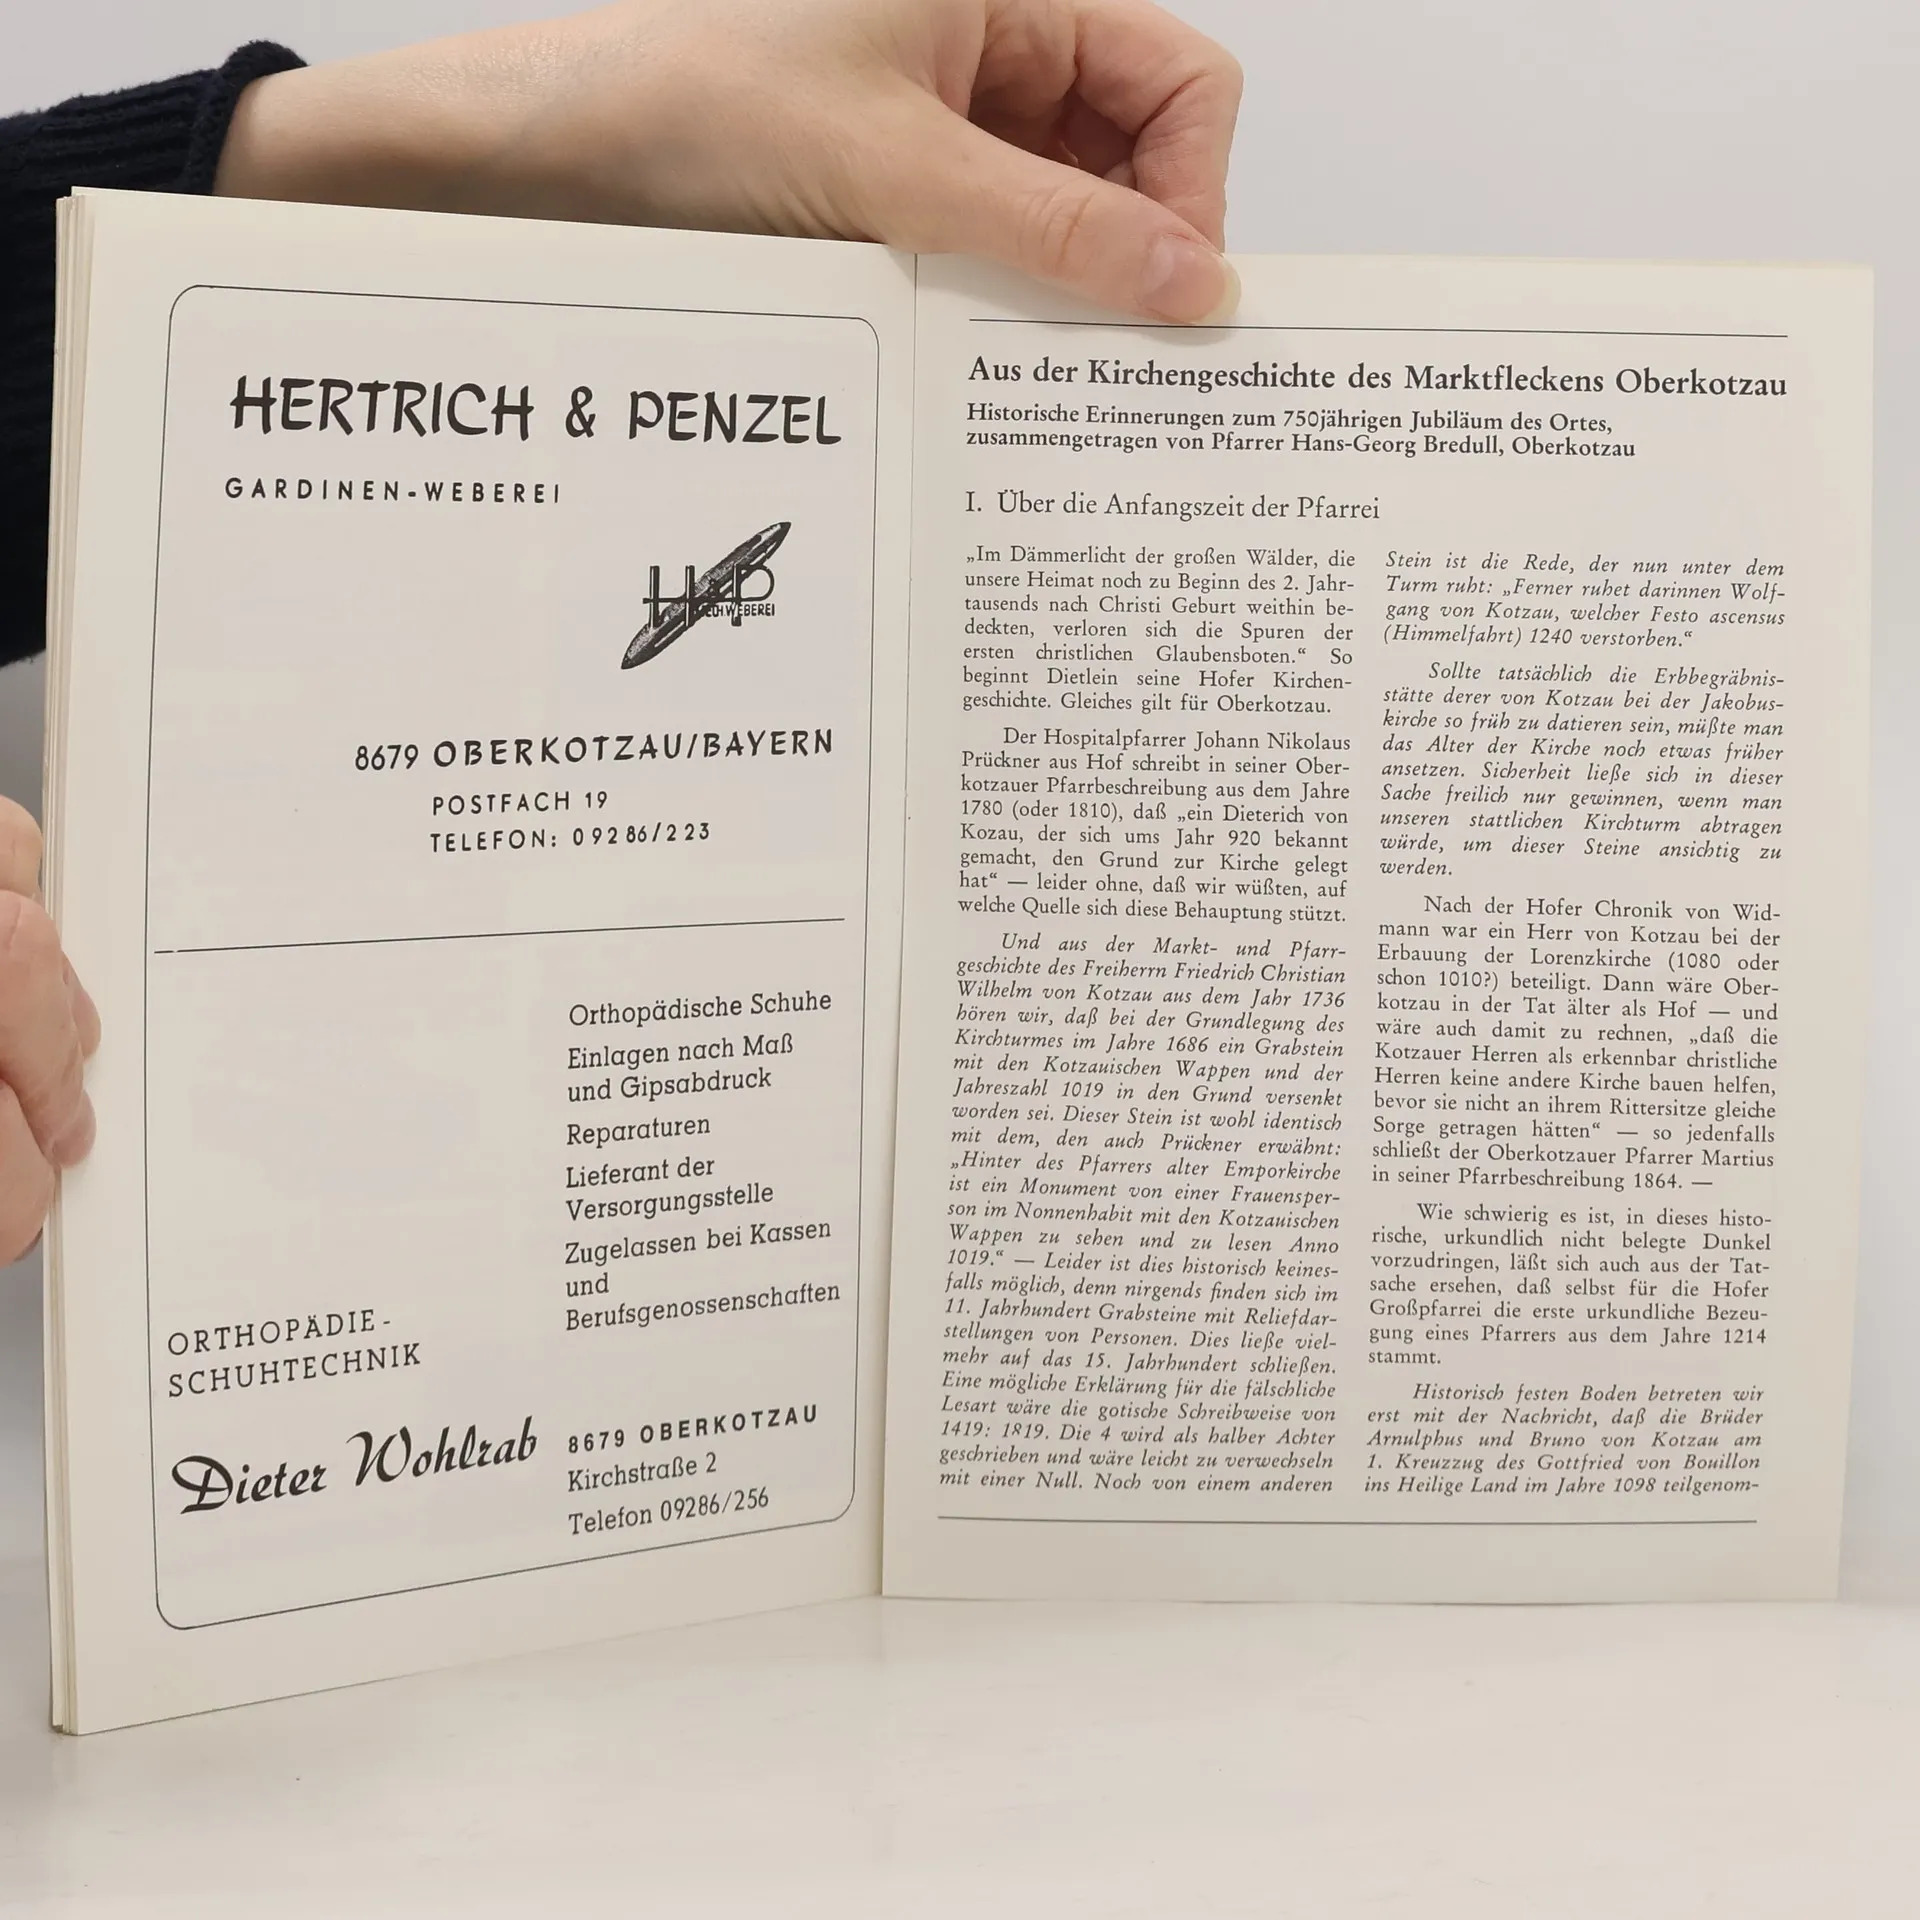 HERTRICH & PENZEL
GARDINEN-WEBEREI
H+P
WEBEREI
8679 OBERKOTZAU/BAYERN
POSTFACH 19
TELEFON: 09286/223
Orthopädische Schuhe
Einlagen nach Maß
und Gipsabdruck
Reparaturen
Lieferant der
Versorgungsstelle
Zugelassen bei Kassen
und
Berufsgenossenschaften
ORTHOPÄDIE-
SCHUHTECHNIK
Dieter Wohlrab
8679 OBERKOTZAU
Kirchstraße 2
Telefon 09286/256
Aus der Kirchengeschichte des Marktfleckens Oberkotzau
Historische Erinnerungen zum 750jährigen Jubiläum des Ortes,
zusammengetragen von Pfarrer Hans-Georg Bredull, Oberkotzau
I. Über die Anfangszeit der Pfarrei
„Im Dämmerlicht der großen Wälder, die
unsere Heimat noch zu Beginn des 2. Jahr-
tausends nach Christi Geburt weithin be-
deckten, verloren sich die Spuren der
ersten christlichen Glaubensboten.“ So
beginnt Dietlein seine Hofer Kirchen-
geschichte. Gleiches gilt für Oberkotzau.
Der Hospitalpfarrer Johann Nikolaus
Prückner aus Hof schreibt in seiner Ober-
kotzauer Pfarrbeschreibung aus dem Jahre
1780 (oder 1810), daß „ein Dieterich von
Kozau, der sich ums Jahr 920 bekannt
gemacht, den Grund zur Kirche gelegt
hat“ — leider ohne, daß wir wüßten, auf
welche Quelle sich diese Behauptung stützt.
Und aus der Markt- und Pfarr-
geschichte des Freiherrn Friedrich Christian
Wilhelm von Kotzau aus dem Jahr 1736
hören wir, daß bei der Grundlegung des
Kirchturmes im Jahre 1686 ein Grabstein
mit den Kotzauischen Wappen und der
Jahreszahl 1019 in den Grund versenkt
worden sei. Dieser Stein ist wohl identisch
mit dem, den auch Prückner erwähnt:
„Hinter des Pfarrers alter Emporkirche
ist ein Monument von einer Frauensper-
son im Nonnenhabit mit den Kotzauischen
Wappen zu sehen und zu lesen Anno
1019.“ — Leider ist dies historisch keines-
falls möglich, denn nirgends finden sich im
11. Jahrhundert Grabsteine mit Reliefdar-
stellungen von Personen. Dies ließe viel-
mehr auf das 15. Jahrhundert schließen.
Eine mögliche Erklärung für die fälschliche
Lesart wäre die gotische Schreibweise von
1419: 1819. Die 4 wird als halber Achter
geschrieben und wäre leicht zu verwechseln
mit einer Null. Noch von einem anderen
Stein ist die Rede, der nun unter dem
Turm ruht: „Ferner ruhet darinnen Wolf-
gang von Kotzau, welcher Festo ascensus
(Himmelfahrt) 1240 verstorben.“
Sollte tatsächlich die Erbbegräbnis-
stätte derer von Kotzau bei der Jakobus-
kirche so früh zu datieren sein, müßte man
das Alter der Kirche noch etwas früher
ansetzen. Sicherheit ließe sich in dieser
Sache freilich nur gewinnen, wenn man
unseren stattlichen Kirchturm abtragen
würde, um dieser Steine ansichtig zu
werden.
Nach der Hofer Chronik von Wid-
mann war ein Herr von Kotzau bei der
Erbauung der Lorenzkirche (1080 oder
schon 1010?) beteiligt. Dann wäre Ober-
kotzau in der Tat älter als Hof — und
wäre auch damit zu rechnen, „daß die
Kotzauer Herren als erkennbar christliche
Herren keine andere Kirche bauen helfen,
bevor sie nicht an ihrem Rittersitze gleiche
Sorge getragen hätten“ — so jedenfalls
schließt der Oberkotzauer Pfarrer Martius
in seiner Pfarrbeschreibung 1864. —
Wie schwierig es ist, in dieses histo-
rische, urkundlich nicht belegte Dunkel
vorzudringen, läßt sich auch aus der Tat-
sache ersehen, daß selbst für die Hofer
Großpfarrei die erste urkundliche Bezeu-
gung eines Pfarrers aus dem Jahre 1214
stammt.
Historisch festen Boden betreten wir
erst mit der Nachricht, daß die Brüder
Arnulphus und Bruno von Kotzau am
1. Kreuzzug des Gottfried von Bouillon
ins Heilige Land im Jahre 1098 teilgenom-